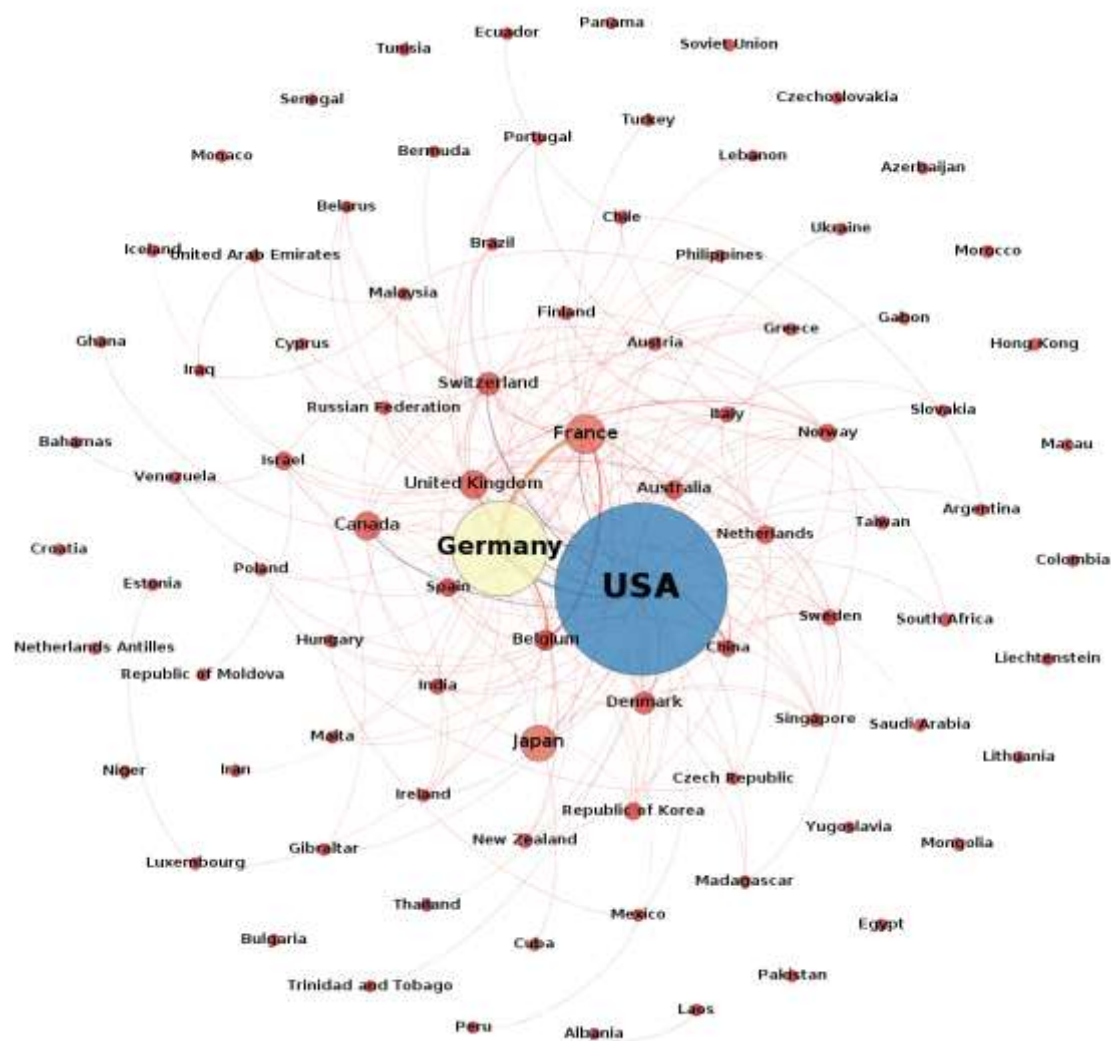 Panama
Ecuador
Soviet Union
Tunisia
Senegal
Czechoslovakia
Turkey
Portugal
Bermuda
Lebanon
Monaco
Azerbaijan
Belarus
Chile
Ukraine
Brazil
Iceland
United Arab Emirates
Philippines
Morocco
Malaysia
Finland
Gabon
Greece
Ghana
Cyprus
Austria
Hong Kong
Iraq
Switzerland
Russian Federation
Italy
Slovakia
France
Norway
Bahamas
Macau
Israel
Venezuela
United Kingdom
Australia
Argentina
Canada
Taiwan
Netherlands
Germany
Croatia
Colombia
Poland
Estonia
Spain
USA
Sweden
South Africa
Hungary
Belgium
Netherlands Antilles
China
Liechtenstein
Republic of Moldova
India
Denmark
Singapore
Saudi Arabia
Malta
Japan
Lithuania
Niger
Iran
Czech Republic
Ireland
Republic of Korea
Yugoslavia
New Zealand
Mongolia
Gibraltar
Luxembourg
Madagascar
Thailand
Mexico
Egypt
Bulgaria
Cuba
Pakistan
Trinidad and Tobago
Laos
Peru
Albania